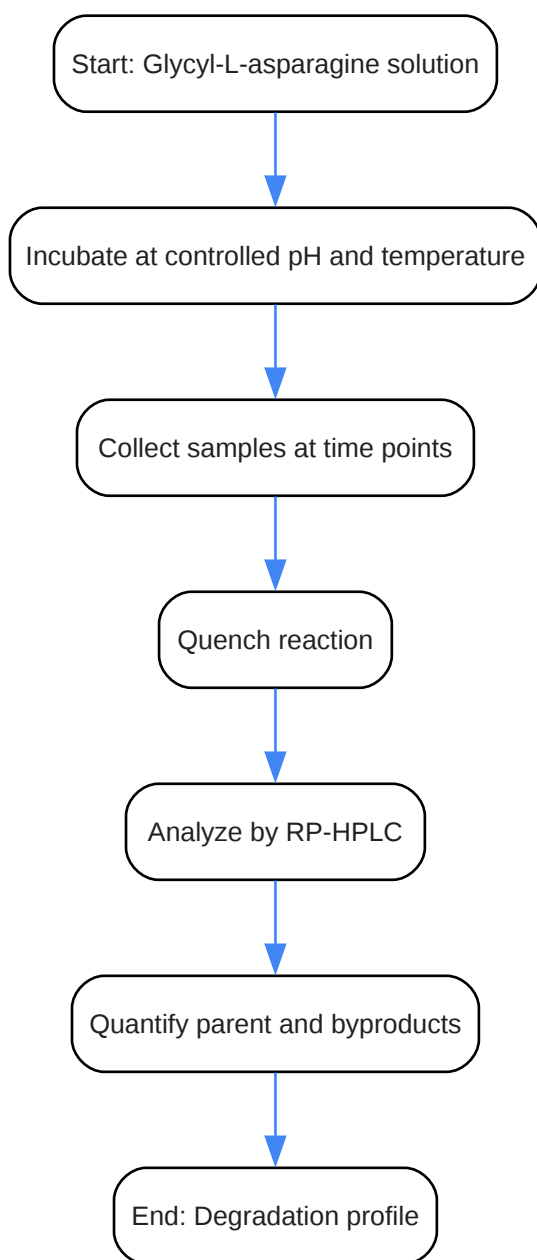 Start: Glycyl-L-asparagine solution
Incubate at controlled pH and temperature
Collect samples at time points
Quench reaction
Analyze by RP-HPLC
Quantify parent and byproducts
End: Degradation profile